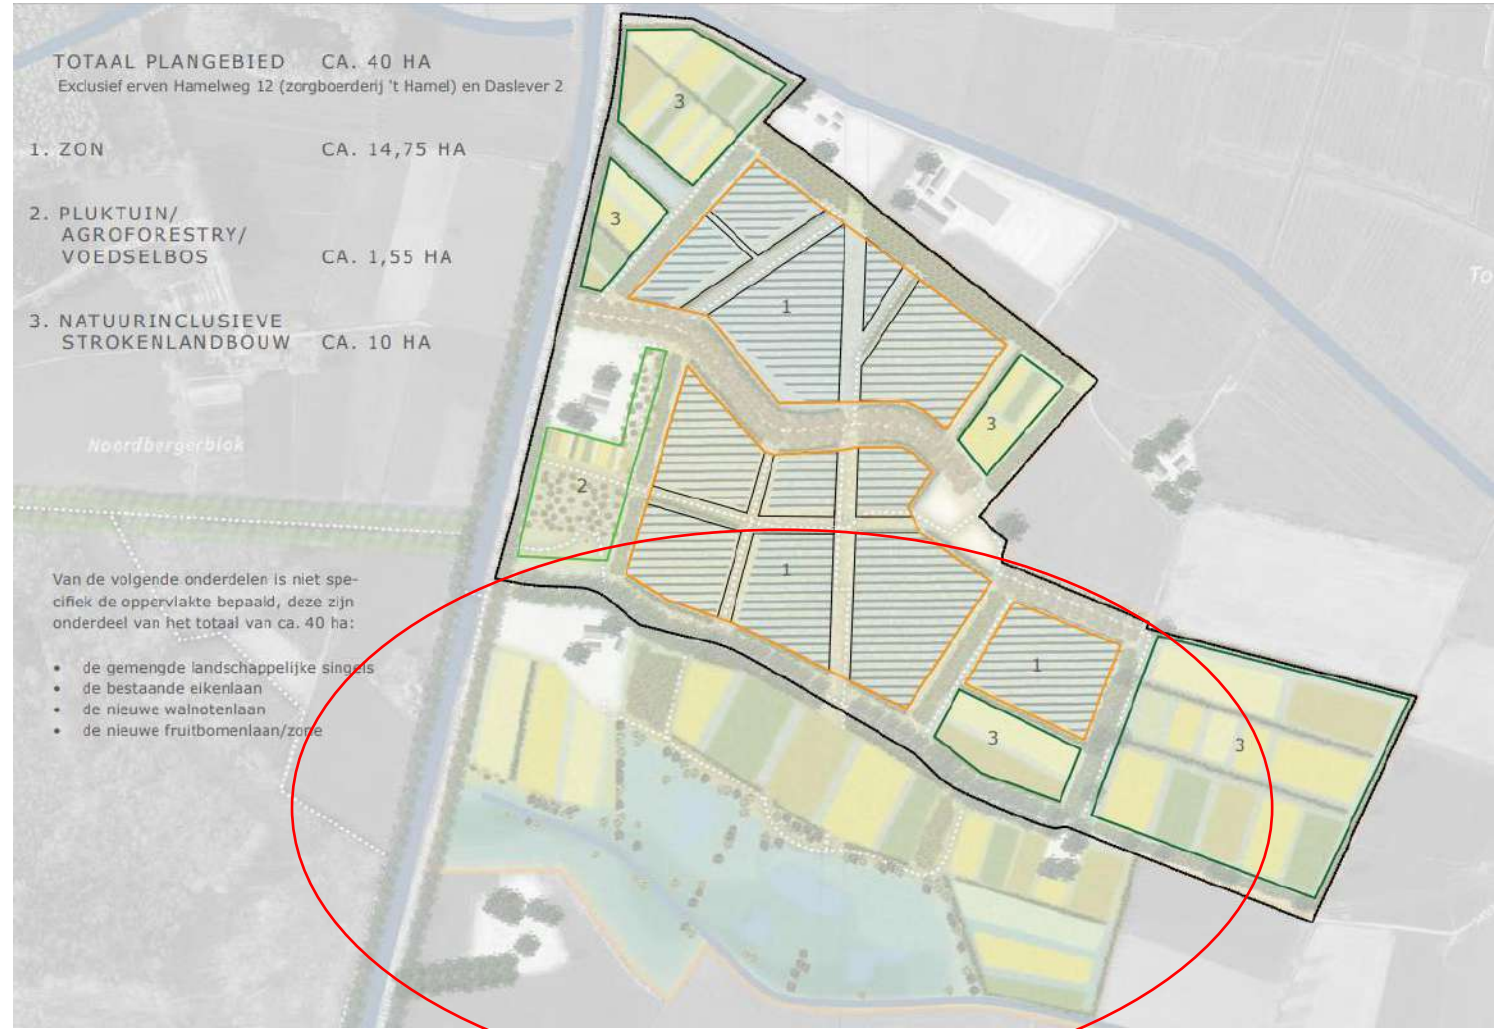 TOTAAL PLANGEBIED CA. 40 HA
Exclusief erven Hamelweg 12 (zorgboerderij 't Hamel) en Daslever 2
1. ZON CA. 14,75 HA
2. PLUKTUIN/
AGROFORESTRY/
VOEDSELBOS CA. 1,55 HA
3. NATUURINCLUSIEVE
STROKENLANDBOUW CA. 10 HA
Noordbergerblok
Van de volgende onderdelen is niet spe-
cifiek de oppervlakte bepaald, deze zijn
onderdeel van het totaal van ca. 40 ha:
• de gemengde landschappelijke singels
• de bestaande eikenlaan
• de nieuwe walnotenlaan
• de nieuwe fruitbomenlaan/zone
3
3
1
3
2
1
1
3
3
To